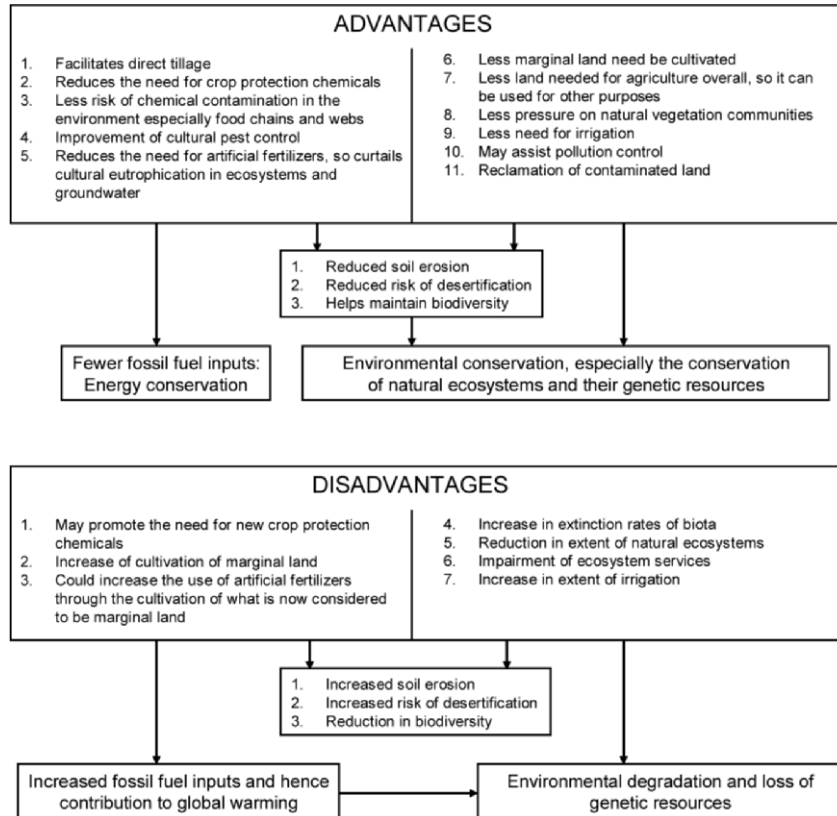 ADVANTAGES
1. Facilitates direct tillage
2. Reduces the need for crop protection chemicals
3. Less risk of chemical contamination in the
environment especially food chains and webs
4. Improvement of cultural pest control
5. Reduces the need for artificial fertilizers, so curtails
cultural eutrophication in ecosystems and
groundwater
6. Less marginal land need be cultivated
7. Less land needed for agriculture overall, so it can
be used for other purposes
8. Less pressure on natural vegetation communities
9. Less need for irrigation
10. May assist pollution control
11. Reclamation of contaminated land
1. Reduced soil erosion
2. Reduced risk of desertification
3. Helps maintain biodiversity
Fewer fossil fuel inputs:
Energy conservation
Environmental conservation, especially the conservation
of natural ecosystems and their genetic resources
DISADVANTAGES
1. May promote the need for new crop protection
chemicals
2. Increase of cultivation of marginal land
3. Could increase the use of artificial fertilizers
through the cultivation of what is now considered
to be marginal land
4. Increase in extinction rates of biota
5. Reduction in extent of natural ecosystems
6. Impairment of ecosystem services
7. Increase in extent of irrigation
1. Increased soil erosion
2. Increased risk of desertification
3. Reduction in biodiversity
Increased fossil fuel inputs and hence
contribution to global warming
Environmental degradation and loss of
genetic resources